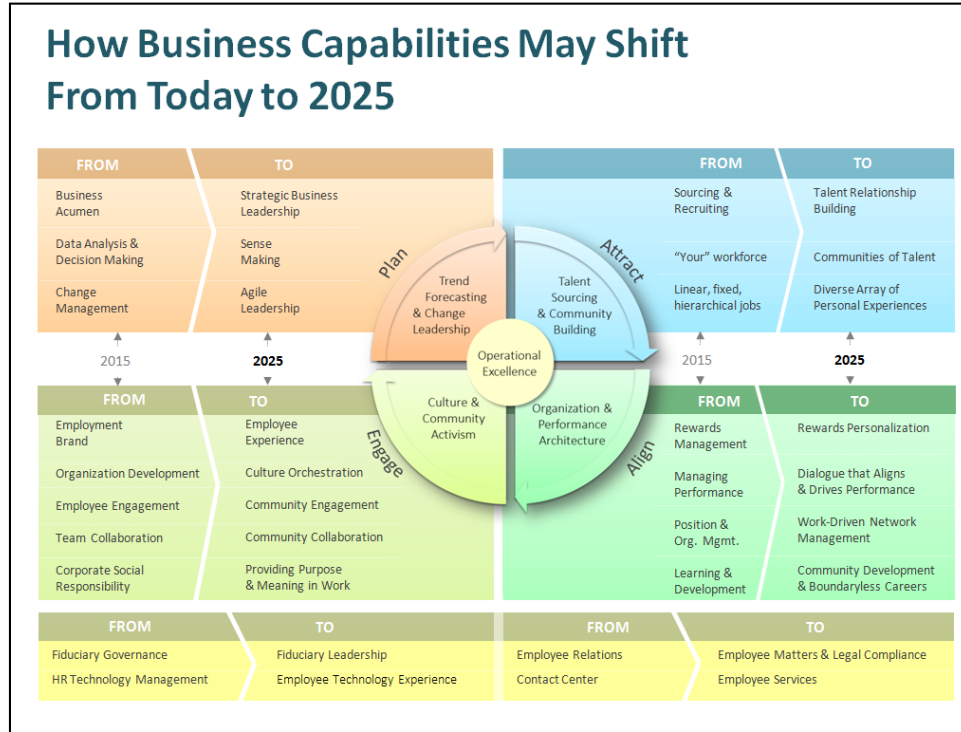 How Business Capabilities May Shift
From Today to 2025
FROM
TO
Business
Acumen
Strategic Business
Leadership
Data Analysis &
Decision Making
Sense
Making
Change
Management
Agile
Leadership
FROM
TO
Sourcing &
Recruiting
Talent Relationship
Building
“Your” workforce
Communities of Talent
Linear, fixed,
hierarchical jobs
Diverse Array of
Personal Experiences
Plan
Trend
Forecasting
& Change
Leadership
Attract
Talent
Sourcing
& Community
Building
Operational
Excellence
Engage
Culture &
Community
Activism
Align
Organization &
Performance
Architecture
2015
2025
2015
2025
FROM
TO
Employment
Brand
Employee
Experience
Organization Development
Culture Orchestration
Employee Engagement
Community Engagement
Team Collaboration
Community Collaboration
Corporate Social
Responsibility
Providing Purpose
& Meaning in Work
FROM
TO
Rewards
Management
Rewards Personalization
Managing
Performance
Dialogue that Aligns
& Drives Performance
Position &
Org. Mgmt.
Work-Driven Network
Management
Learning &
Development
Community Development
& Boundaryless Careers
FROM
TO
Fiduciary Governance
Fiduciary Leadership
HR Technology Management
Employee Technology Experience
FROM
TO
Employee Relations
Employee Matters & Legal Compliance
Contact Center
Employee Services